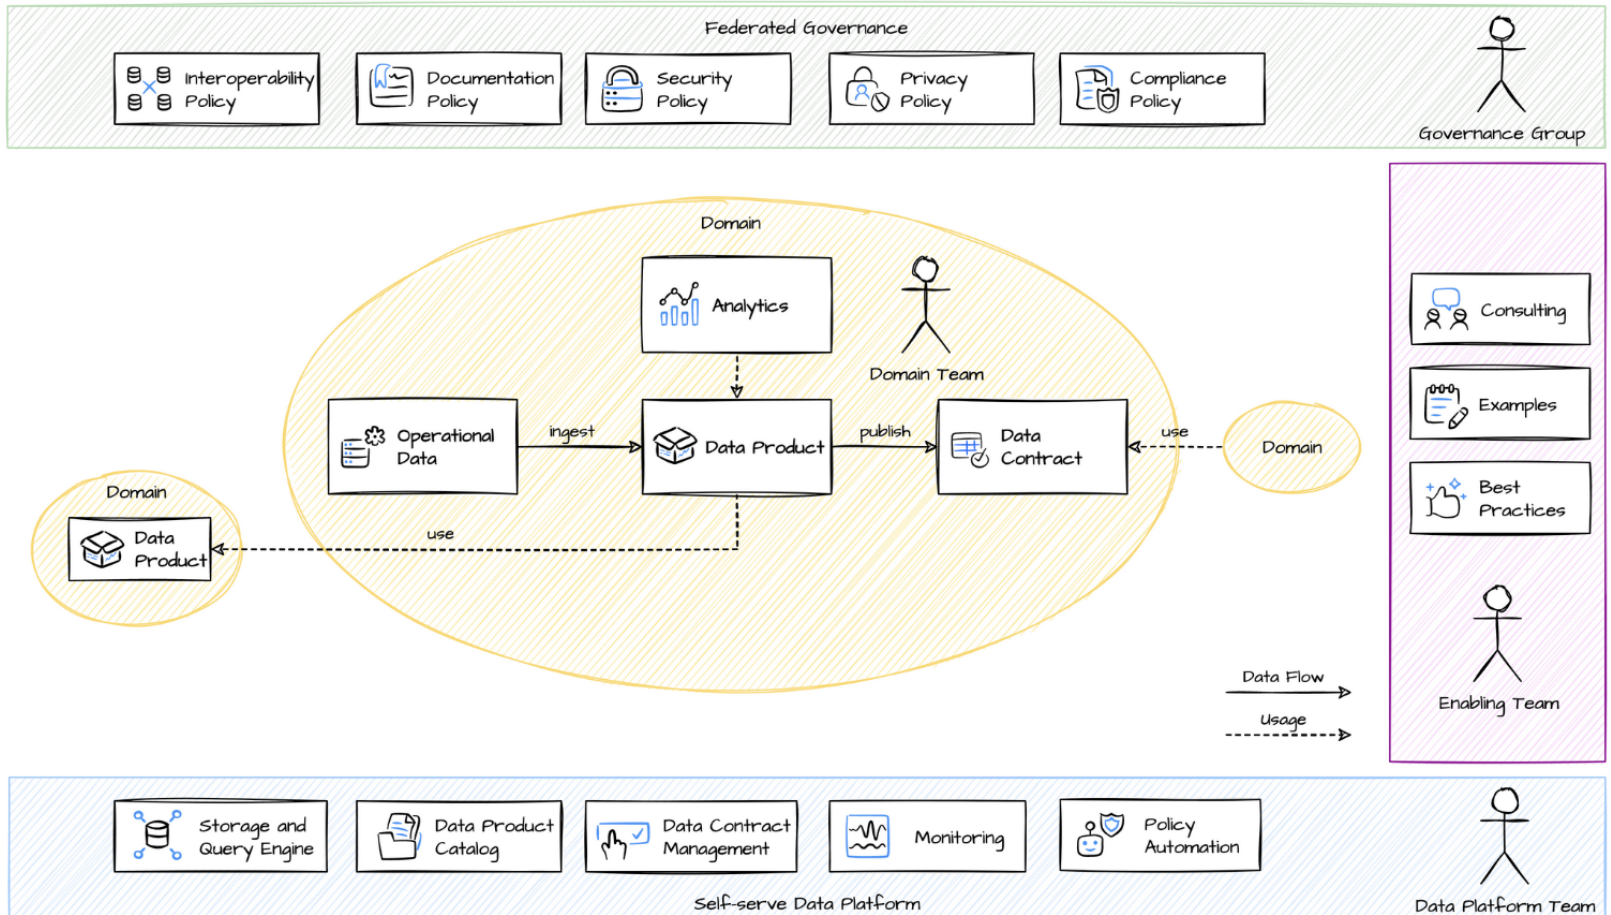 Federated Governance
Interoperability
Policy
Documentation
Policy
Security
Policy
Privacy
Policy
Compliance
Policy
Governance Group
Domain
Analytics
Domain Team
Operational
Data
ingest
Data Product
publish
Data
Contract
use
Domain
Domain
Data
Product
use
Consulting
Examples
Best
Practices
Enabling Team
Data Flow
Usage
Storage and
Query Engine
Data Product
Catalog
Data Contract
Management
Monitoring
Policy
Automation
Self-serve Data Platform
Data Platform Team